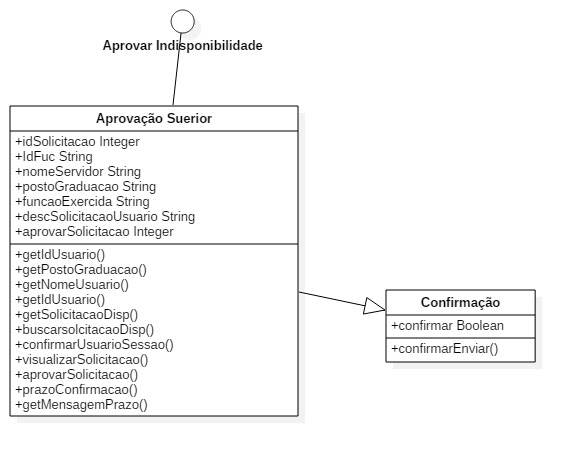 Aprovar Indisponibilidade
Aprovação Suerior
+idSolicitacao Integer
+IdFuc String
+nomeServidor String
+postoGraduacao String
+funcaoExercida String
+descSolicitacaoUsuario String
+aprovarSolicitacao Integer
+getIdUsuario()
+getPostoGraduacao()
+getNomeUsuario()
+getIdUsuario()
+getSolicitacaoDisp()
+buscarsolcitacaoDisp()
+confirmarUsuarioSessao()
+visualizarSolicitacao()
+aprovarSolicitacao()
+prazoConfirmacao()
+getMensagemPrazo()
Confirmação
+confirmar Boolean
+confirmarEnviar()